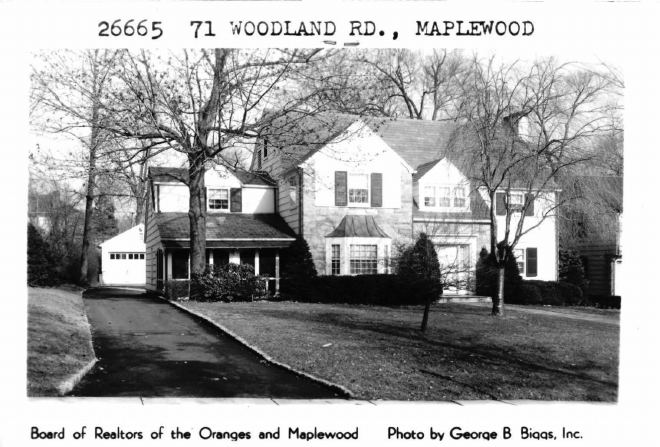 26665 71 WOODLAND RD., MAPLEWOOD
Board of Realtors of the Oranges and Maplewood Photo by George B. Biggs, Inc.